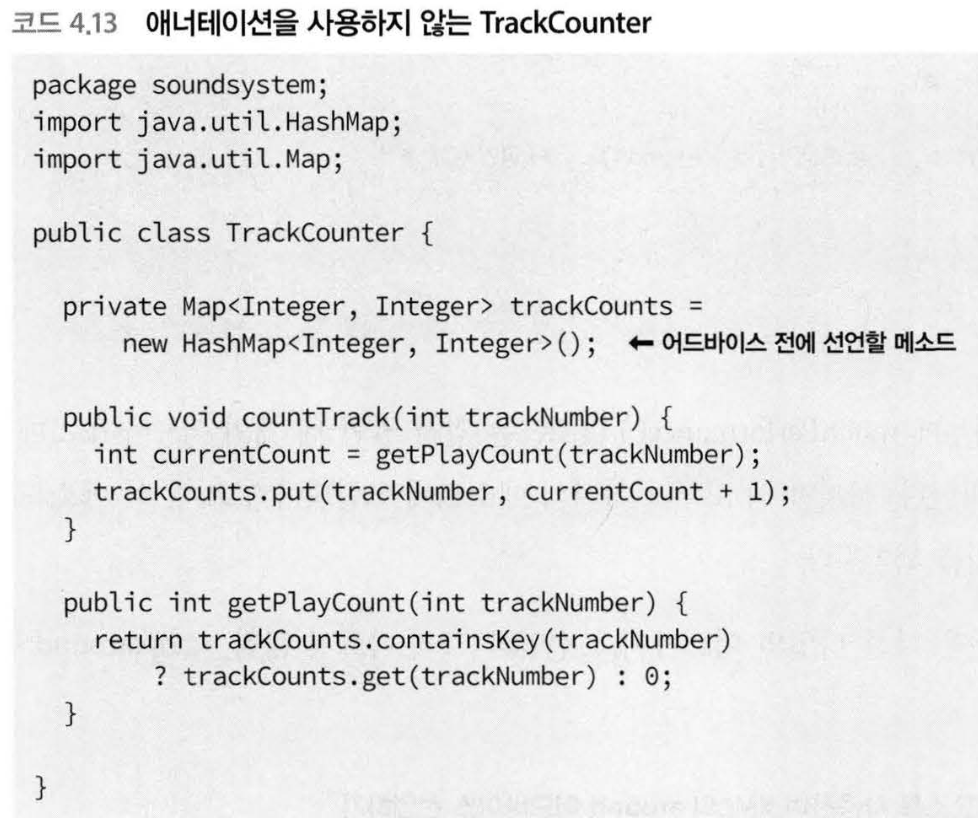 코드 4.13 애너테이션을 사용하지 않는 TrackCounter
package soundsystem;
import java.util.HashMap;
import java.util.Map;
public class TrackCounter {
private Map<Integer, Integer> trackCounts =
new HashMap<Integer, Integer>(); ← 어드바이스 전에 선언할 메소드
public void countTrack(int trackNumber) {
int currentCount = getPlayCount(trackNumber);
trackCounts.put(trackNumber, currentCount + 1);
}
public int getPlayCount(int trackNumber) {
return trackCounts.containsKey(trackNumber)
? trackCounts.get(trackNumber) : 0;
}
}